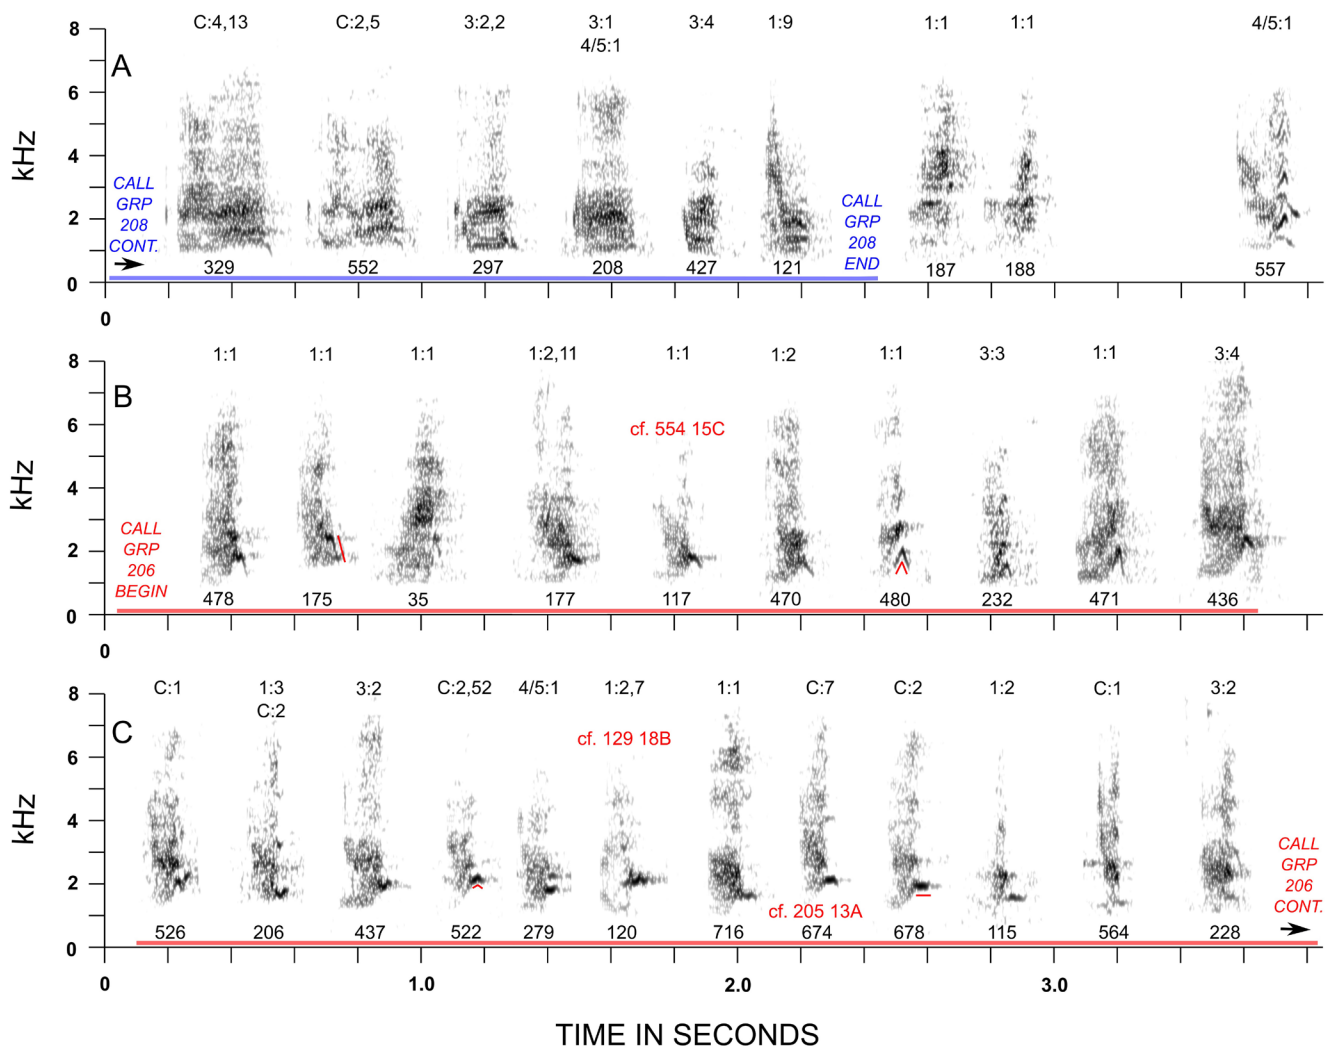 C:4,13 C:2,5 3:2,2 3:1 3:4 1:9 1:1 1:1 4/5:1
4/5:1
8
A
6
kHz
4
CALL
GRP
208
CONT.
2
CALL
GRP
208
END
329 552 297 208 427 121 187 188 557
0
0
1:1 1:1 1:1 1:2,11 1:1 1:2 1:1 3:3 1:1 3:4
8
B
6
cf. 554 15C
kHz
4
CALL
GRP
206
BEGIN
2
478 175 35 177 117 470 480 232 471 436
0
0
C:1 1:3 3:2 C:2,52 4/5:1 1:2,7 1:1 C:7 C:2 1:2 C:1 3:2
C:2
8
C
cf. 129 18B
6
kHz
4
2
CALL
GRP
206
CONT.
cf. 205 13A
526 206 437 522 279 120 716 674 678 115 564 228
0
0 1.0 2.0 3.0
TIME IN SECONDS